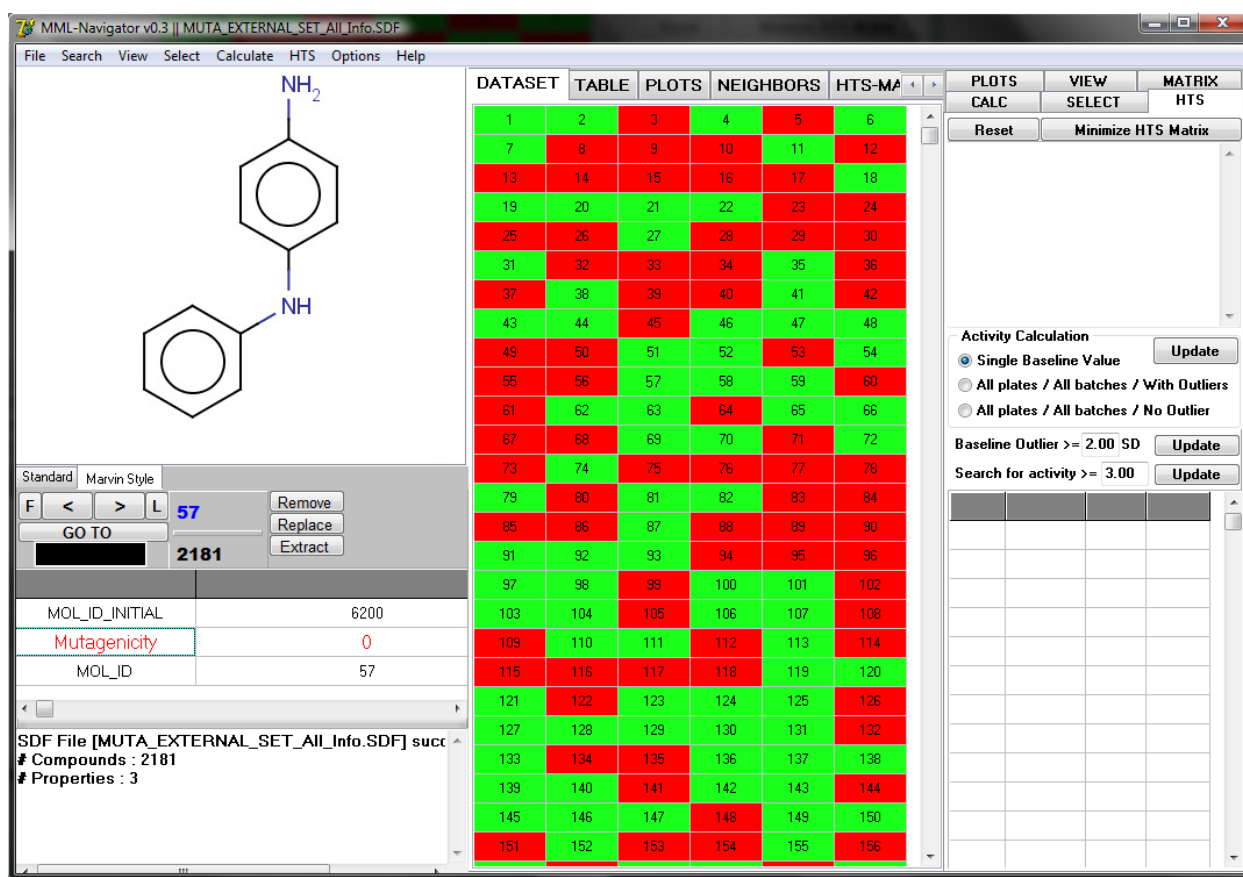 MML-Navigator v0.3 || MUTA_EXTERNAL_SET_All_Info.SDF
File Search View Select Calculate HTS Options Help
NH2
NH
Standard Marvin Style
F < > L 57
GO TO
2181
Remove
Replace
Extract
MOL_ID_INITIAL 6200
Mutagenicity 0
MOL_ID 57
SDF File [MUTA_EXTERNAL_SET_All_Info.SDF] succ
# Compounds : 2181
# Properties : 3
DATASET TABLE PLOTS NEIGHBORS HTS-MA
1 2 3 4 5 6
7 8 9 10 11 12
13 14 15 16 17 18
19 20 21 22 23 24
25 26 27 28 29 30
31 32 33 34 35 36
37 38 39 40 41 42
43 44 45 46 47 48
49 50 51 52 53 54
55 56 57 58 59 60
61 62 63 64 65 66
67 68 69 70 71 72
73 74 75 76 77 78
79 80 81 82 83 84
85 86 87 88 89 90
91 92 93 94 95 96
97 98 99 100 101 102
103 104 105 106 107 108
109 110 111 112 113 114
115 116 117 118 119 120
121 122 123 124 125 126
127 128 129 130 131 132
133 134 135 136 137 138
139 140 141 142 143 144
145 146 147 148 149 150
151 152 153 154 155 156
PLOTS VIEW MATRIX
CALC SELECT HTS
Reset Minimize HTS Matrix
Activity Calculation
Single Baseline Value Update
All plates / All batches / With Outliers
All plates / All batches / No Outlier
Baseline Outlier >= 2.00 SD Update
Search for activity >= 3.00 Update